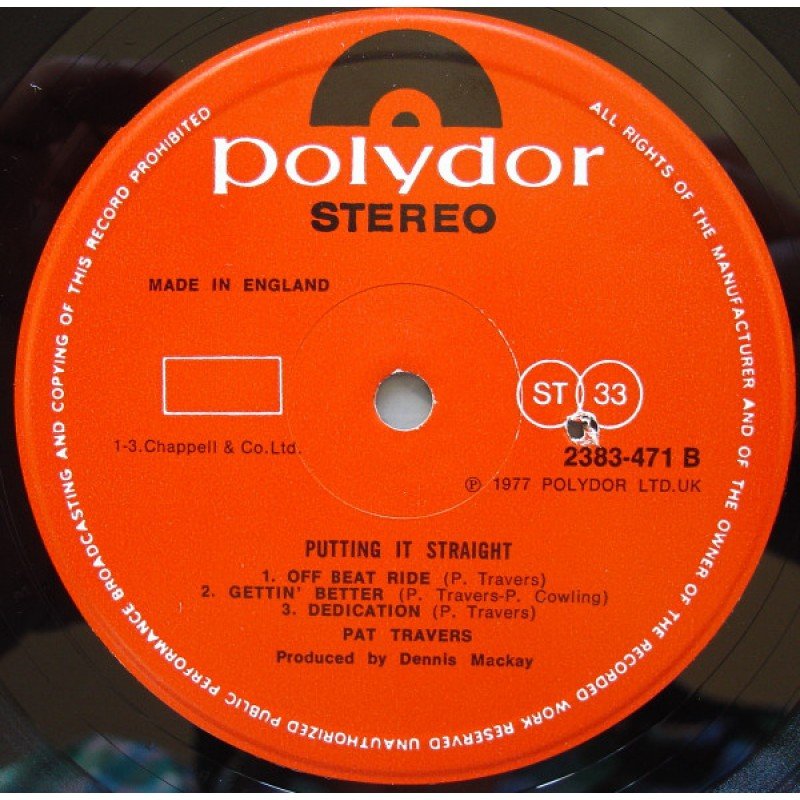 polydor
STEREO
MADE IN ENGLAND
ST 33
1-3.Chappell & Co.Ltd.
2383-471 B
℗ 1977 POLYDOR LTD.UK
PUTTING IT STRAIGHT
1. OFF BEAT RIDE (P. Travers)
2. GETTIN' BETTER (P. Travers-P. Cowling)
3. DEDICATION (P. Travers)
PAT TRAVERS
Produced by Dennis Mackay
ALL RIGHTS OF THE MANUFACTURER AND OF THE OWNER OF THE RECORDED WORK RESERVED UNAUTHORIZED PUBLIC PERFORMANCE BROADCASTING AND COPYING OF THIS RECORD PROHIBITED